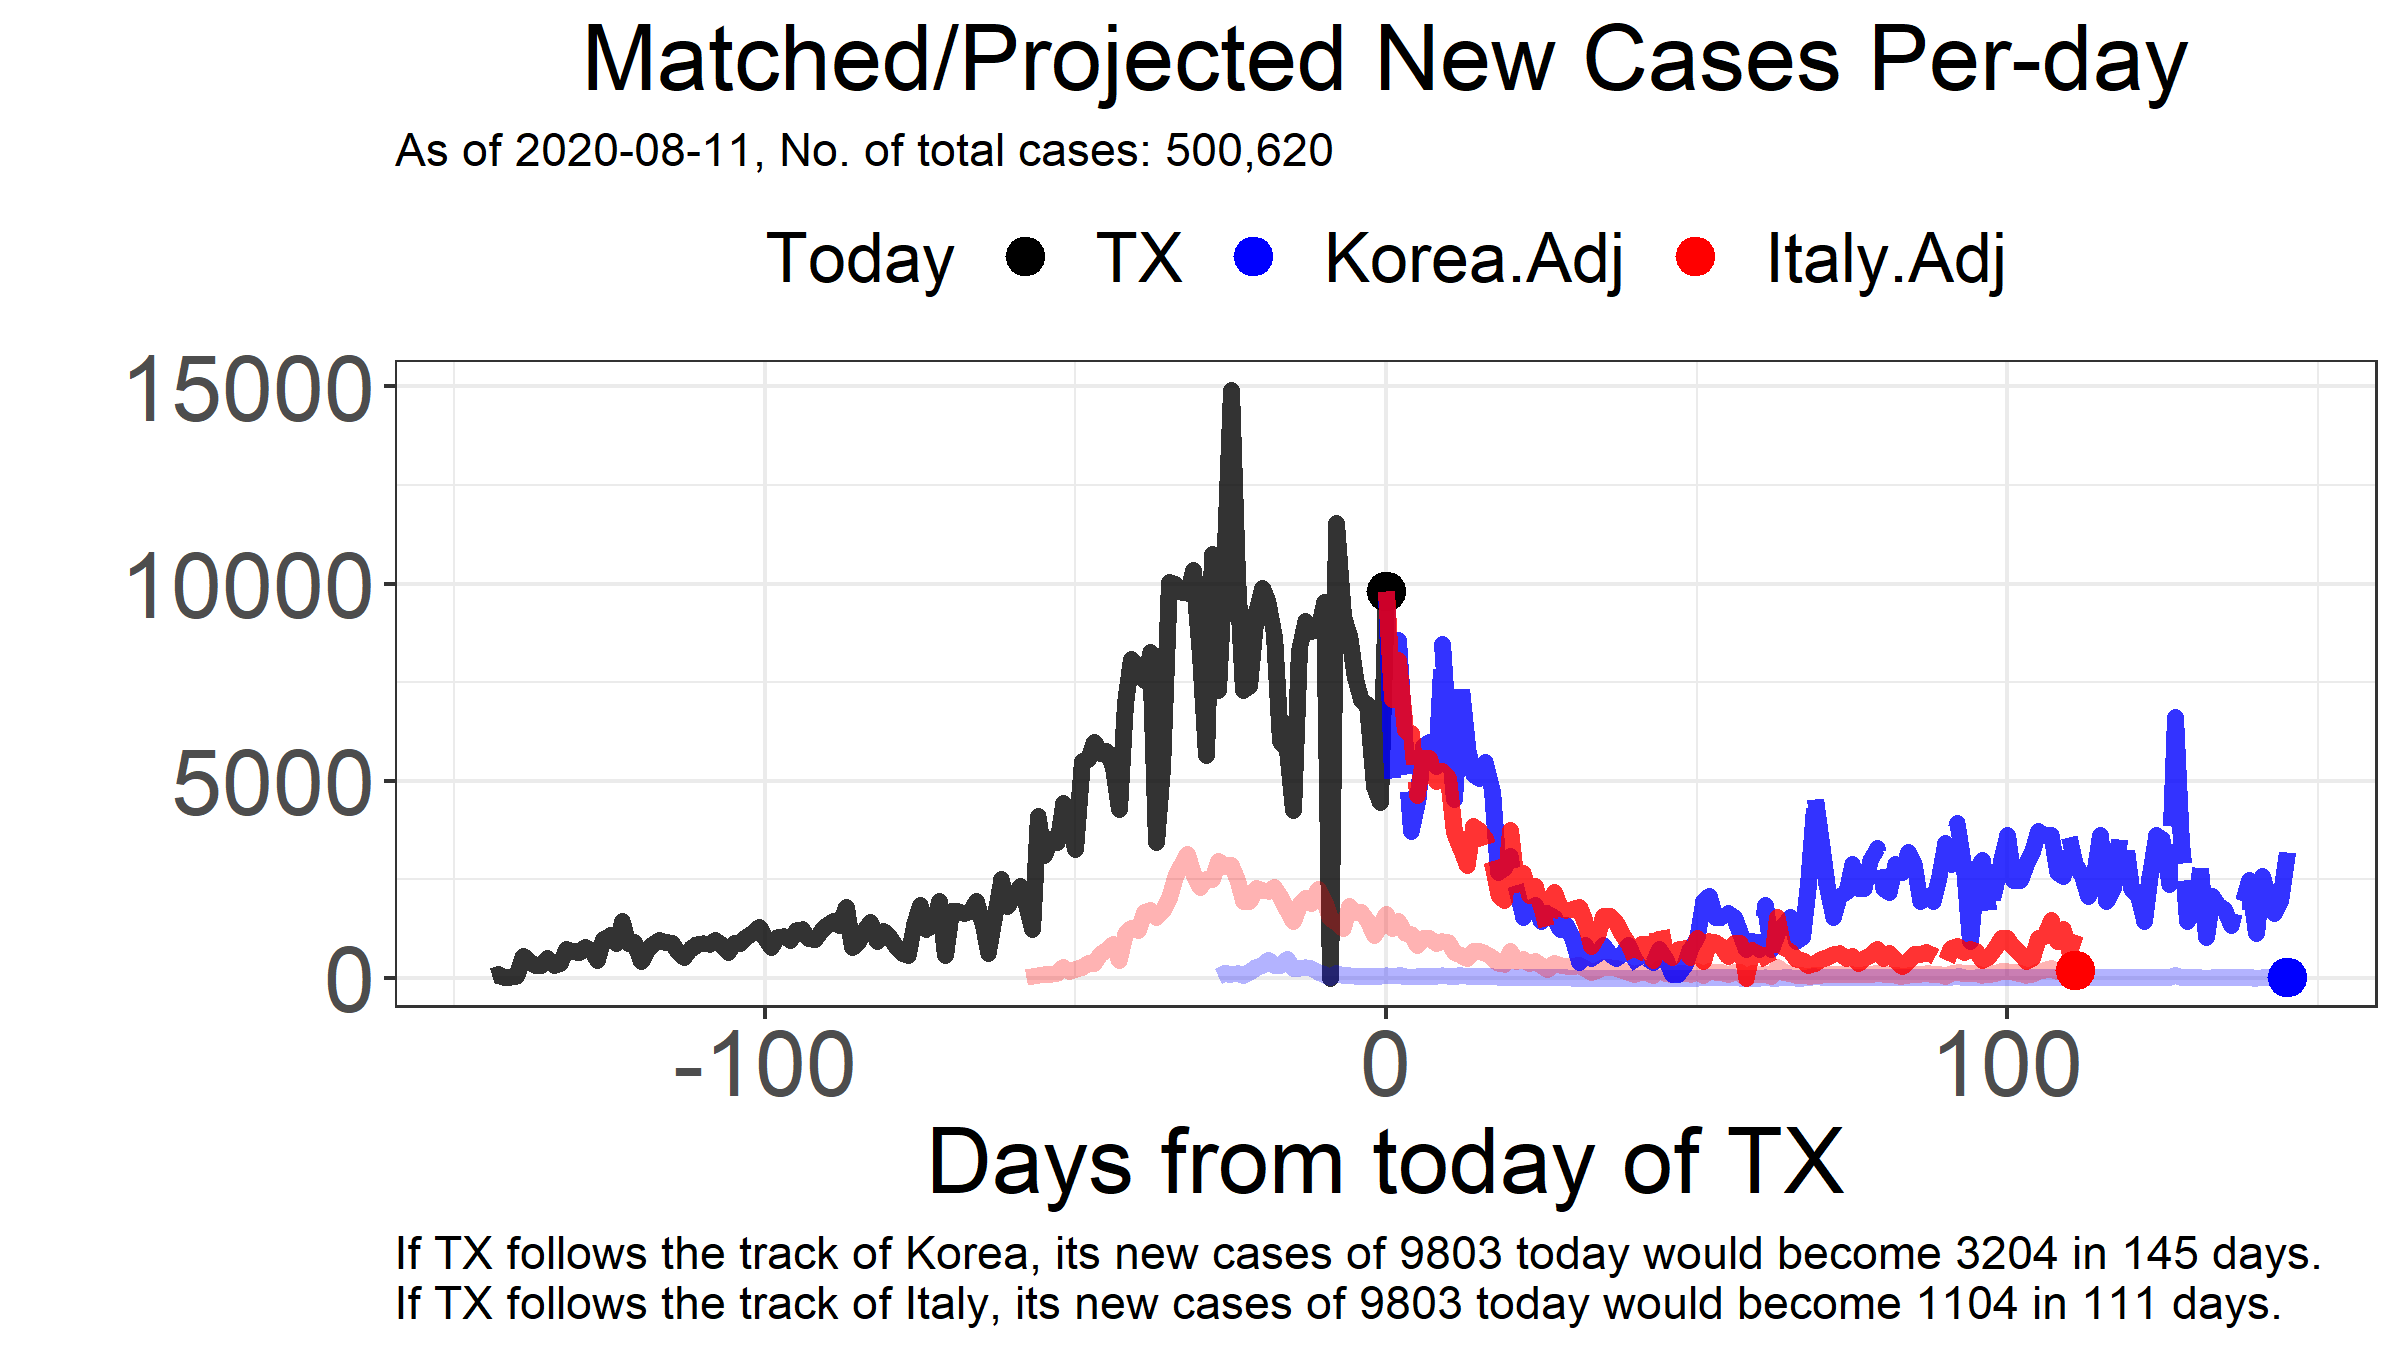 Matched/Projected New Cases Per-day
As of 2020-08-11, No. of total cases: 500,620
Today TX Korea.Adj Italy.Adj
15000
10000
5000
0
-100 0 100
Days from today of TX
If TX follows the track of Korea, its new cases of 9803 today would become 3204 in 145 days.
If TX follows the track of Italy, its new cases of 9803 today would become 1104 in 111 days.